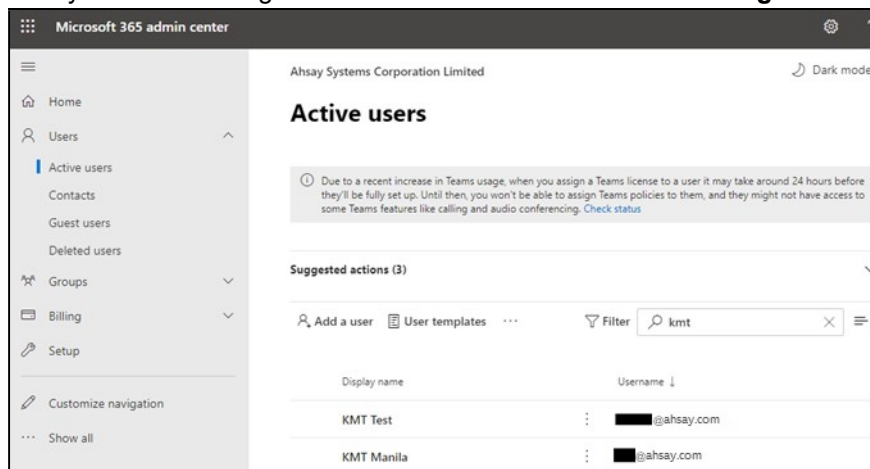 Microsoft 365 admin center
Ahsay Systems Corporation Limited
Dark mode
Home
Active users
Users
Active users
Due to a recent increase in Teams usage, when you assign a Teams license to a user it may take around 24 hours before
they'll be fully set up. Until then, you won't be able to assign Teams policies to them, and they might not have access to
some Teams features like calling and audio conferencing. Check status
Contacts
Guest users
Deleted users
Suggested actions (3)
Groups
Billing
Add a user User templates ... Filter kmt
Setup
Display name Username ↓
Customize navigation
KMT Test @ahsay.com
... Show all
KMT Manila @ahsay.com